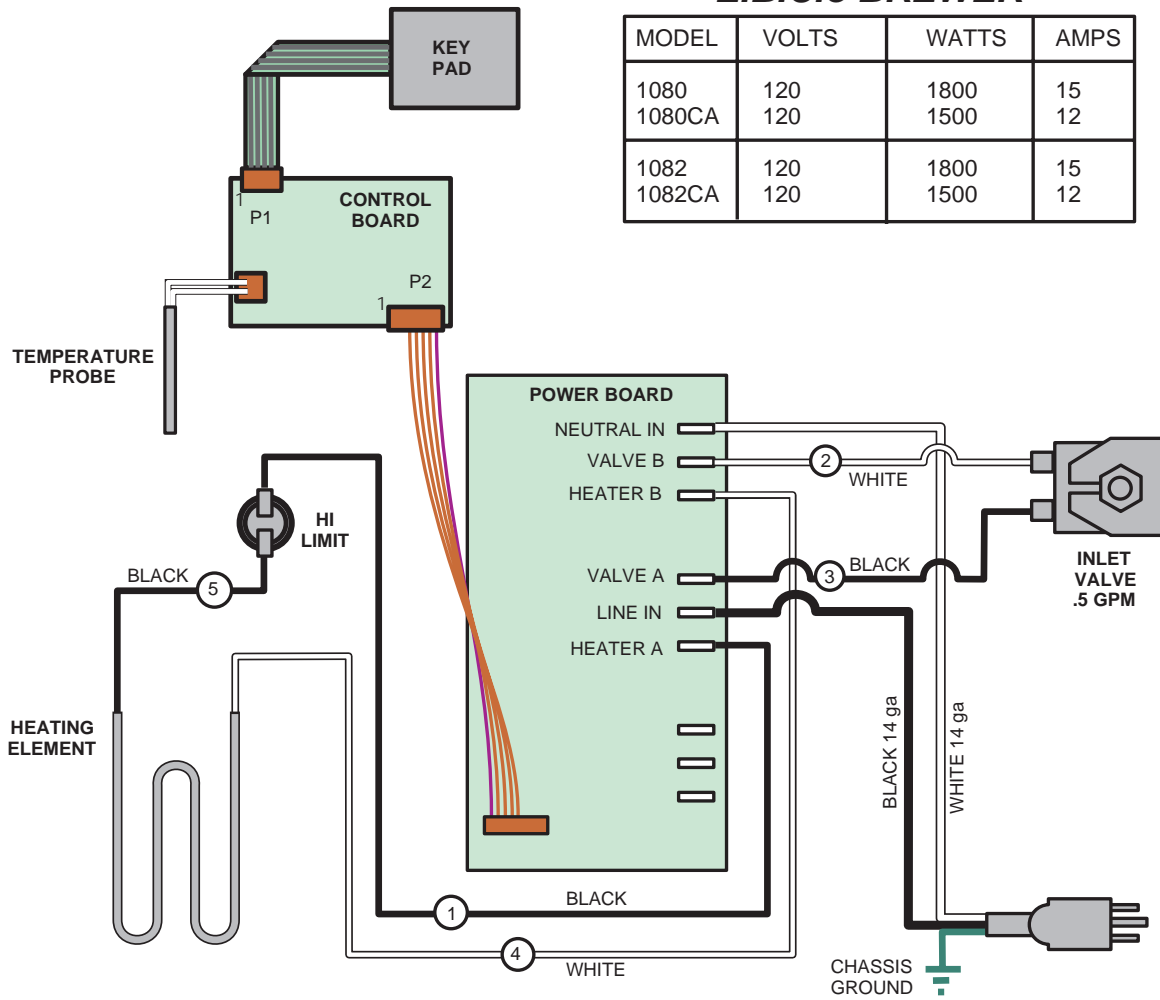 BREWER
MODEL VOLTS WATTS AMPS
1080 120 1800 15
1080CA 120 1500 12
1082 120 1800 15
1082CA 120 1500 12
KEY
PAD
CONTROL
BOARD
1
P1
P2
1
TEMPERATURE
PROBE
POWER BOARD
NEUTRAL IN
VALVE B
HEATER B
VALVE A
LINE IN
HEATER A
2
WHITE
3
BLACK
INLET
VALVE
.5 GPM
HI
LIMIT
BLACK
5
HEATING
ELEMENT
BLACK 14 ga
WHITE 14 ga
1
BLACK
4
WHITE
CHASSIS
GROUND